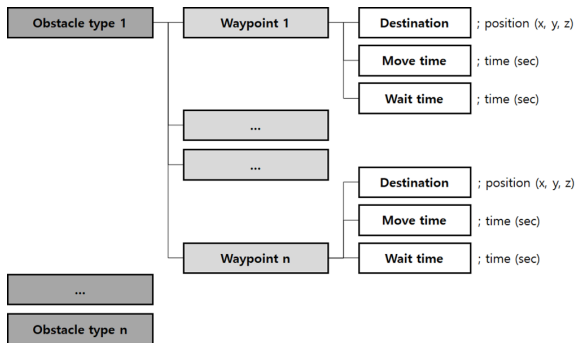 Obstacle type 1
Waypoint 1
Destination ; position (x, y, z)
Move time ; time (sec)
Wait time ; time (sec)
...
...
Destination ; position (x, y, z)
Move time ; time (sec)
Waypoint n
Wait time ; time (sec)
...
Obstacle type n